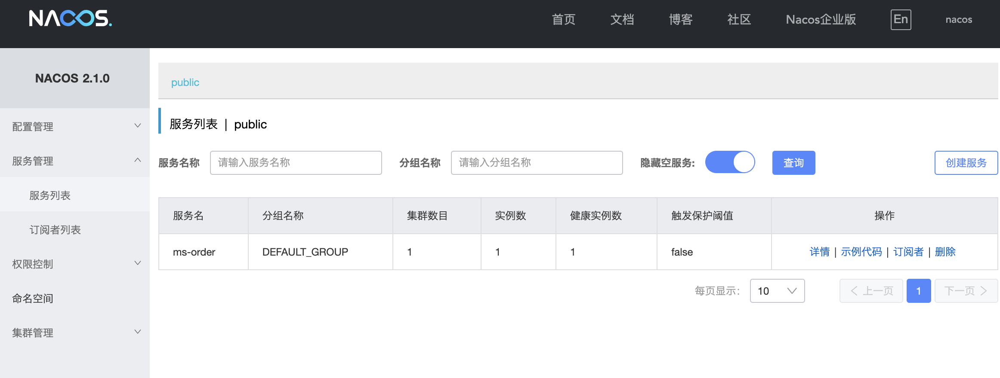 NACOS.
首页 文档 博客 社区 Nacos企业版 En nacos
NACOS 2.1.0
配置管理
服务管理
服务列表
订阅者列表
权限控制
命名空间
集群管理
public
服务列表 | public
服务名称 请输入服务名称 分组名称 请输入分组名称 隐藏空服务: 查询 创建服务
服务名 分组名称 集群数目 实例数 健康实例数 触发保护阈值 操作
ms-order DEFAULT_GROUP 1 1 1 false 详情 | 示例代码 | 订阅者 | 删除
每页显示: 10 上一页 1 下一页